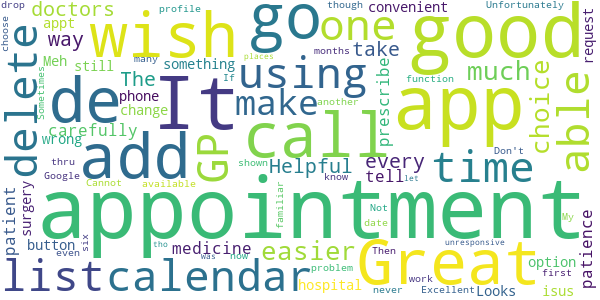 drop profile though convenient Unfortunately
choose doctors wish go one good request
appt way Meh still something take
delete Sometimes de It using The months much choice able
many places If make another prescribe function app
phone change add call GP
carefully wrong shown Helpful every time Don't
thru Google Cannot available know tell familiar let
patient surgery appointment Not date My patience
button even six medicine easier Then unresponsive option
tho was now problem never work first
list calendar hospital Great Excellent Looks isus